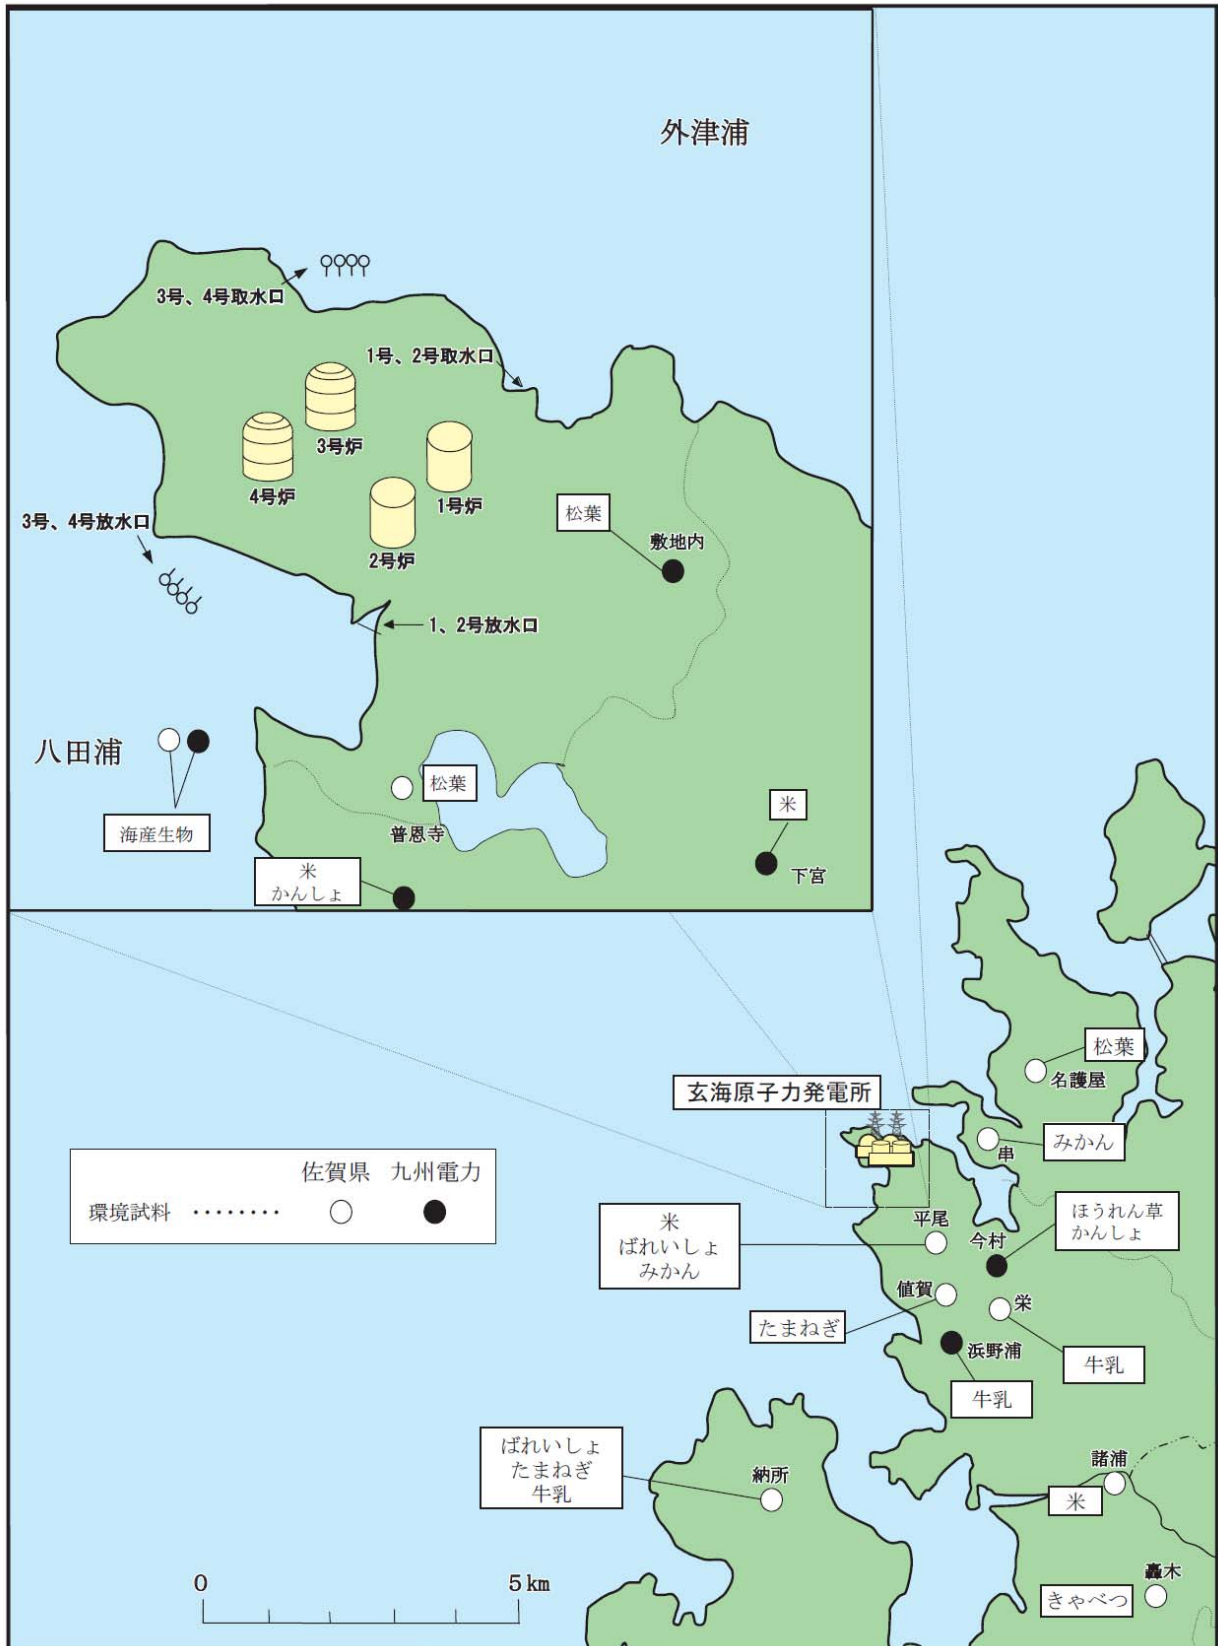 外津浦
3号、4号取水口
1号、2号取水口
3号炉
4号炉
1号炉
2号炉
松葉
敷地内
3号、4号放水口
1、2号放水口
八田浦
海産生物
松葉
普恩寺
米
かんしょ
米
下宮
松葉
名護屋
玄海原子力発電所
みかん
串
佐賀県 九州電力
環境試料 ········
米
ばれいしょ
みかん
平尾
今村
ほうれん草
かんしょ
値賀
栄
たまねぎ
浜野浦
牛乳
牛乳
ばれいしょ
たまねぎ
牛乳
納所
諸浦
米
轟木
きゃべつ
0 5km